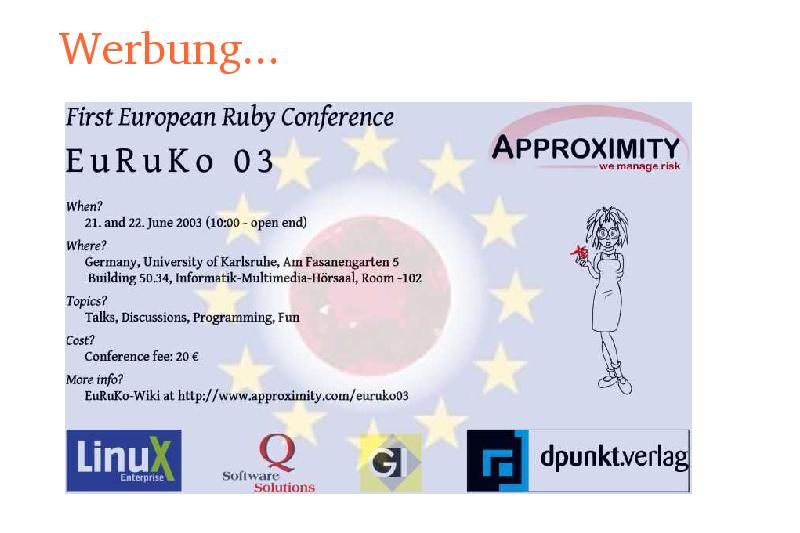 Werbung...
First European Ruby Conference
EuRuKo 03
APPROXIMITY
we manage risk
When?
21. and 22. June 2003 (10:00 - open end)
Where?
Germany, University of Karlsruhe, Am Fasanengarten 5
Building 50.34, Informatik-Multimedia-Hörsaal, Room -102
Topics?
Talks, Discussions, Programming, Fun
Cost?
Conference fee: 20 €
More info?
EuRuKo-Wiki at http://www.approximity.com/euruko03
LinuX
Enterprise
Q
Software
Solutions
GI
dpunkt.verlag